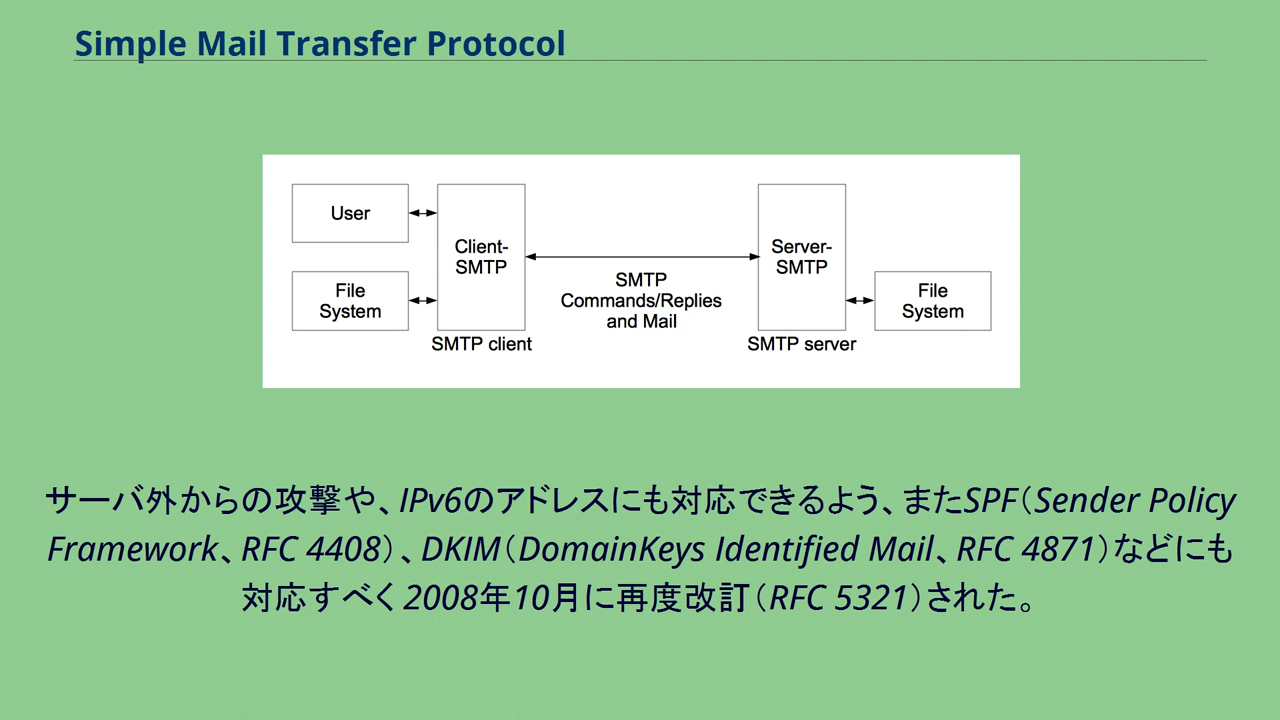 Simple Mail Transfer Protocol
User
File
System
Client-
SMTP
SMTP client
SMTP
Commands/Replies
and Mail
Server-
SMTP
SMTP server
File
System
サーバ外からの攻撃や、IPv6のアドレスにも対応できるよう、またSPF（Sender Policy
Framework、RFC 4408）、DKIM（DomainKeys Identified Mail、RFC 4871）などにも
対応すべく2008年10月に再度改訂（RFC 5321）された。